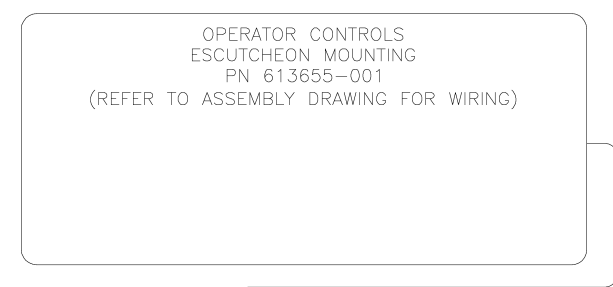 OPERATOR CONTROLS
ESCUTCHEON MOUNTING
PN 613655-001
(REFER TO ASSEMBLY DRAWING FOR WIRING)